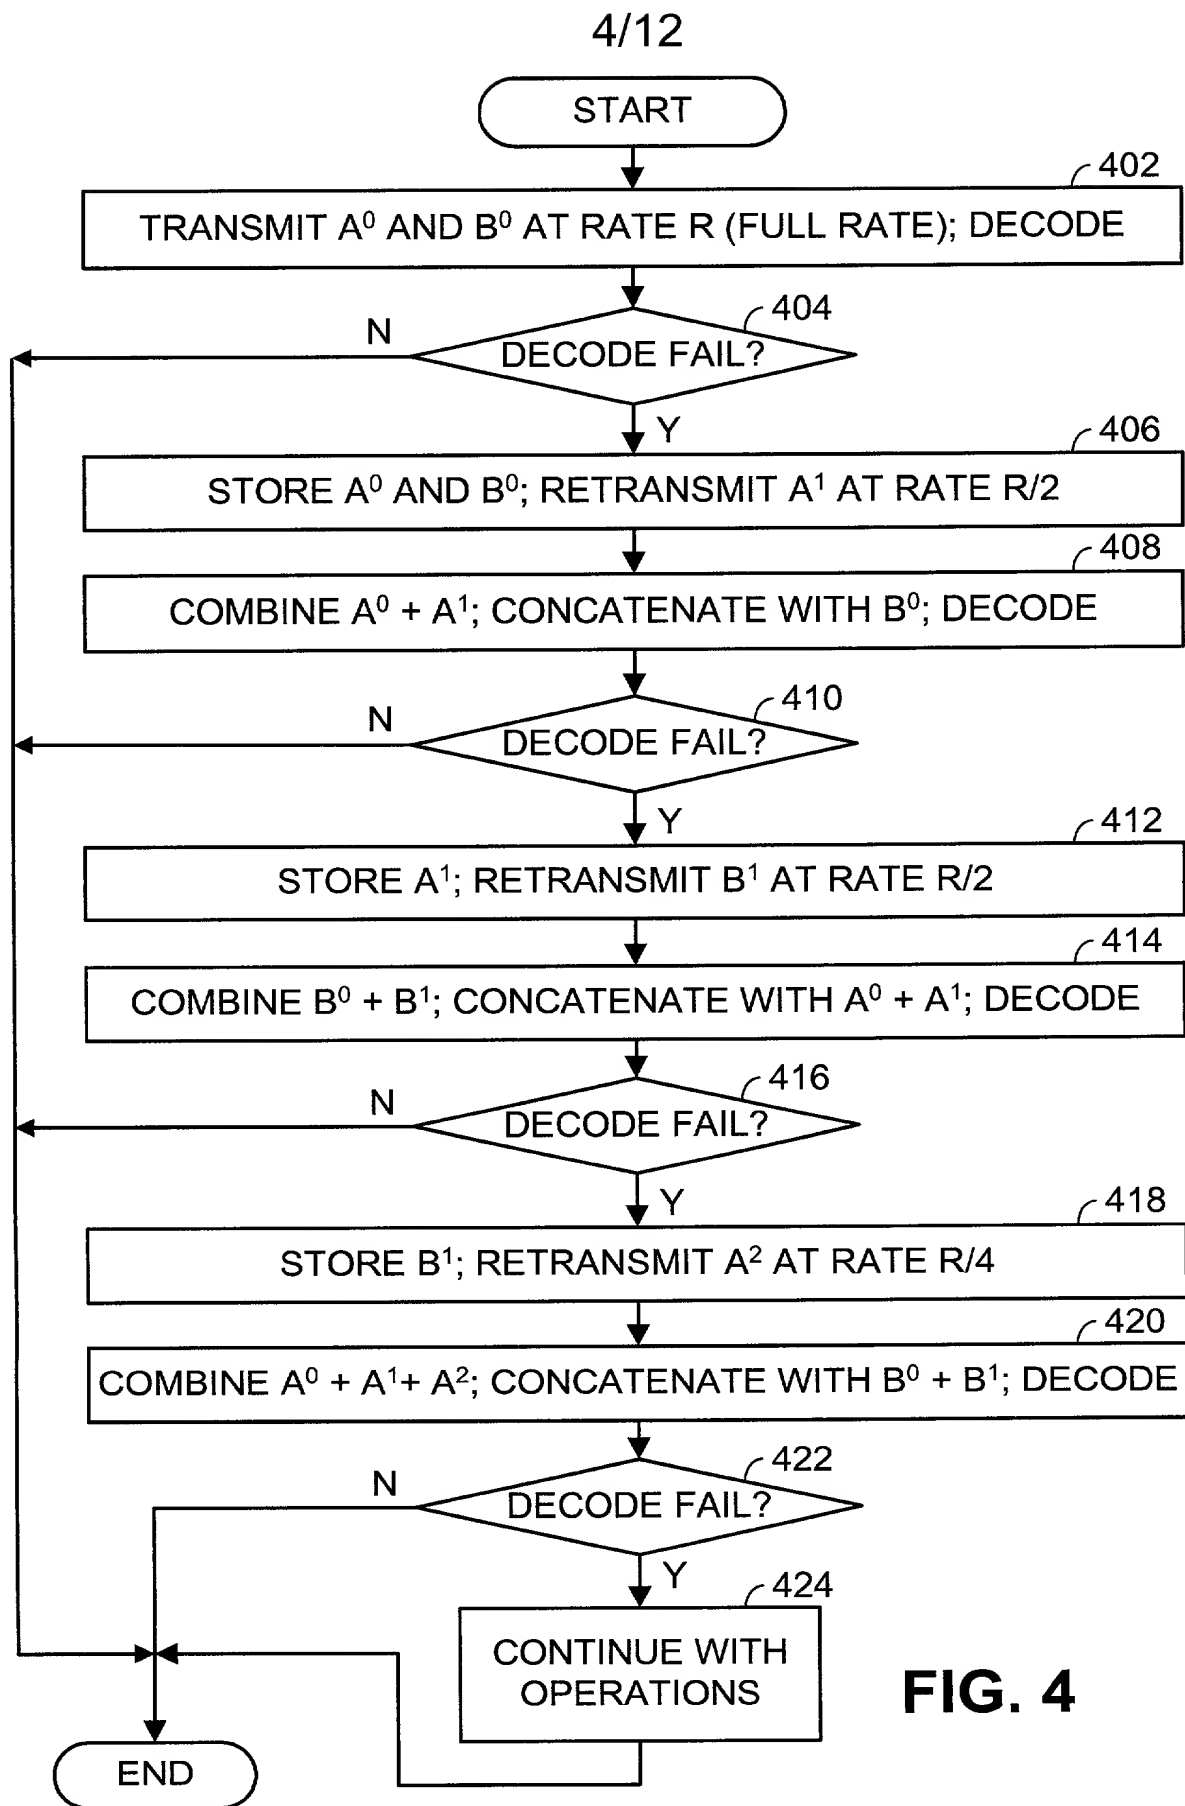 4/12
START
402
TRANSMIT A⁰ AND B⁰ AT RATE R (FULL RATE); DECODE
404
N
DECODE FAIL?
Y
406
STORE A⁰ AND B⁰; RETRANSMIT A¹ AT RATE R/2
408
COMBINE A⁰ + A¹; CONCATENATE WITH B⁰; DECODE
410
N
DECODE FAIL?
Y
412
STORE A¹; RETRANSMIT B¹ AT RATE R/2
414
COMBINE B⁰ + B¹; CONCATENATE WITH A⁰ + A¹; DECODE
416
N
DECODE FAIL?
Y
418
STORE B¹; RETRANSMIT A² AT RATE R/4
420
COMBINE A⁰ + A¹+ A²; CONCATENATE WITH B⁰ + B¹; DECODE
422
N
DECODE FAIL?
Y
424
CONTINUE WITH
OPERATIONS
FIG. 4
END